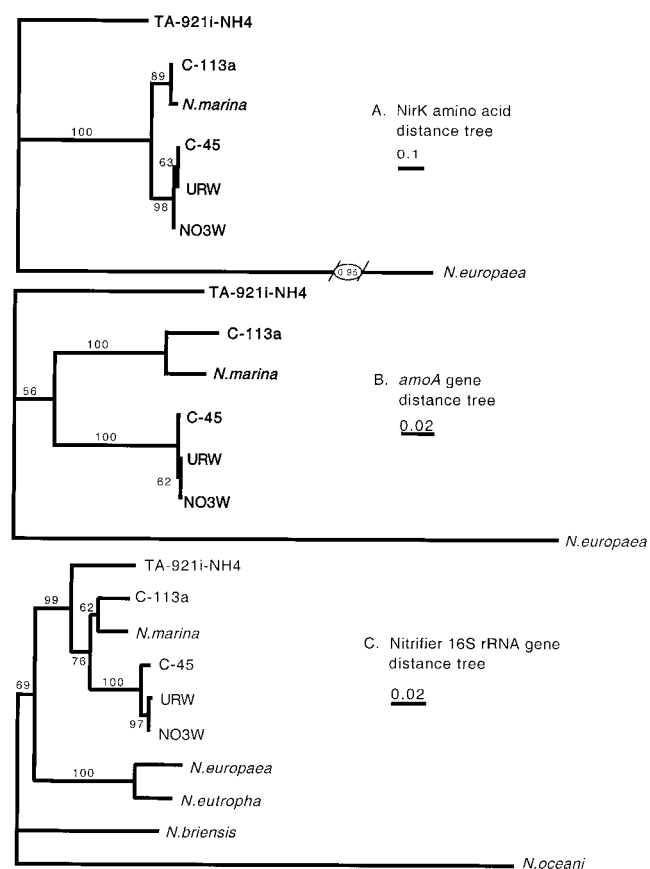 TA-921i-NH4
C-113a
89
N.marina
A. NirK amino acid
distance tree
0.1
100
C-45
63
URW
98
NO3W
0.95
N.europaea
TA-921i-NH4
C-113a
100
N.marina
B. amoA gene
distance tree
0.02
56
C-45
100
URW
62
NO3W
N.europaea
TA-921i-NH4
C-113a
99
62
N.marina
C. Nitrifier 16S rRNA gene
distance tree
0.02
76
C-45
100
69
URW
97
NO3W
N.europaea
100
N.eutropha
N.briensis
N.oceani